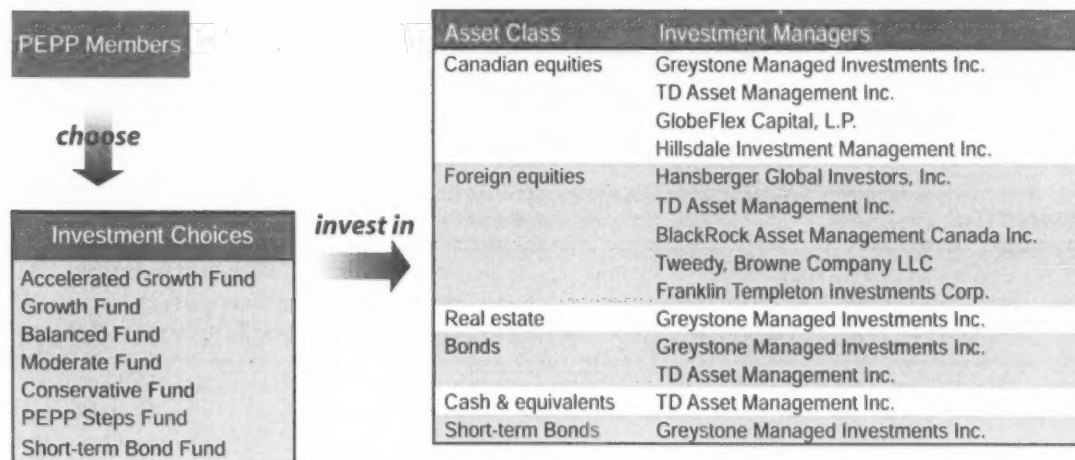 PEPP Members
choose
Investment Choices
Accelerated Growth Fund
Growth Fund
Balanced Fund
Moderate Fund
Conservative Fund
PEPP Steps Fund
Short-term Bond Fund
invest in
Asset Class Investment Managers
Canadian equities Greystone Managed Investments Inc.
TD Asset Management Inc.
GlobeFlex Capital, L.P.
Hillsdale Investment Management Inc.
Foreign equities Hansberger Global Investors, Inc.
TD Asset Management Inc.
BlackRock Asset Management Canada Inc.
Tweedy, Browne Company LLC
Franklin Templeton Investments Corp.
Real estate Greystone Managed Investments Inc.
Bonds Greystone Managed Investments Inc.
TD Asset Management Inc.
Cash & equivalents TD Asset Management Inc.
Short-term Bonds Greystone Managed Investments Inc.